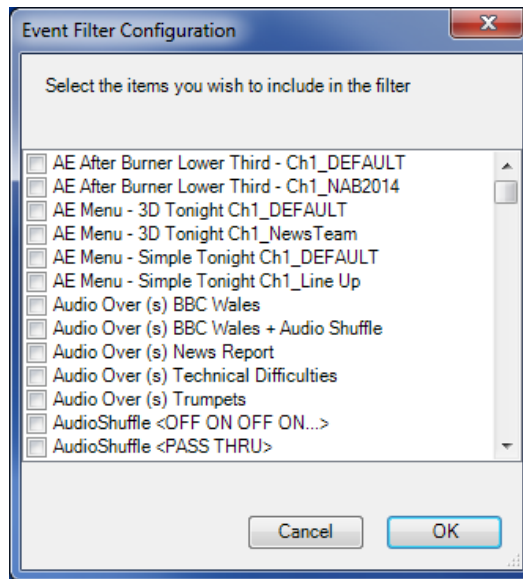 Event Filter Configuration
Select the items you wish to include in the filter
AE After Burner Lower Third - Ch1_DEFAULT
AE After Burner Lower Third - Ch1_NAB2014
AE Menu - 3D Tonight Ch1_DEFAULT
AE Menu - 3D Tonight Ch1_NewsTeam
AE Menu - Simple Tonight Ch1_DEFAULT
AE Menu - Simple Tonight Ch1_Line Up
Audio Over (s) BBC Wales
Audio Over (s) BBC Wales + Audio Shuffle
Audio Over (s) News Report
Audio Over (s) Technical Difficulties
Audio Over (s) Trumpets
AudioShuffle <OFF ON OFF ON...>
AudioShuffle <PASS THRU>
Cancel OK